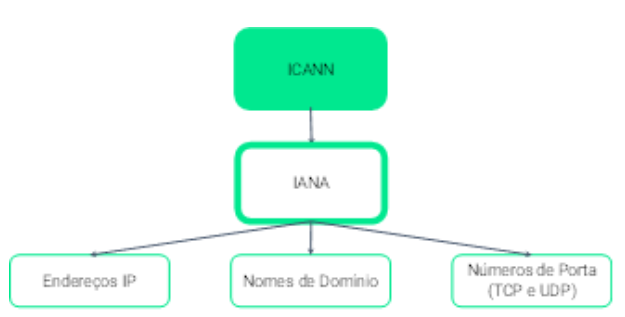 ICANN
IANA
Endereços IP
Nomes de Domínio
Números de Porta
(TCP e UDP)